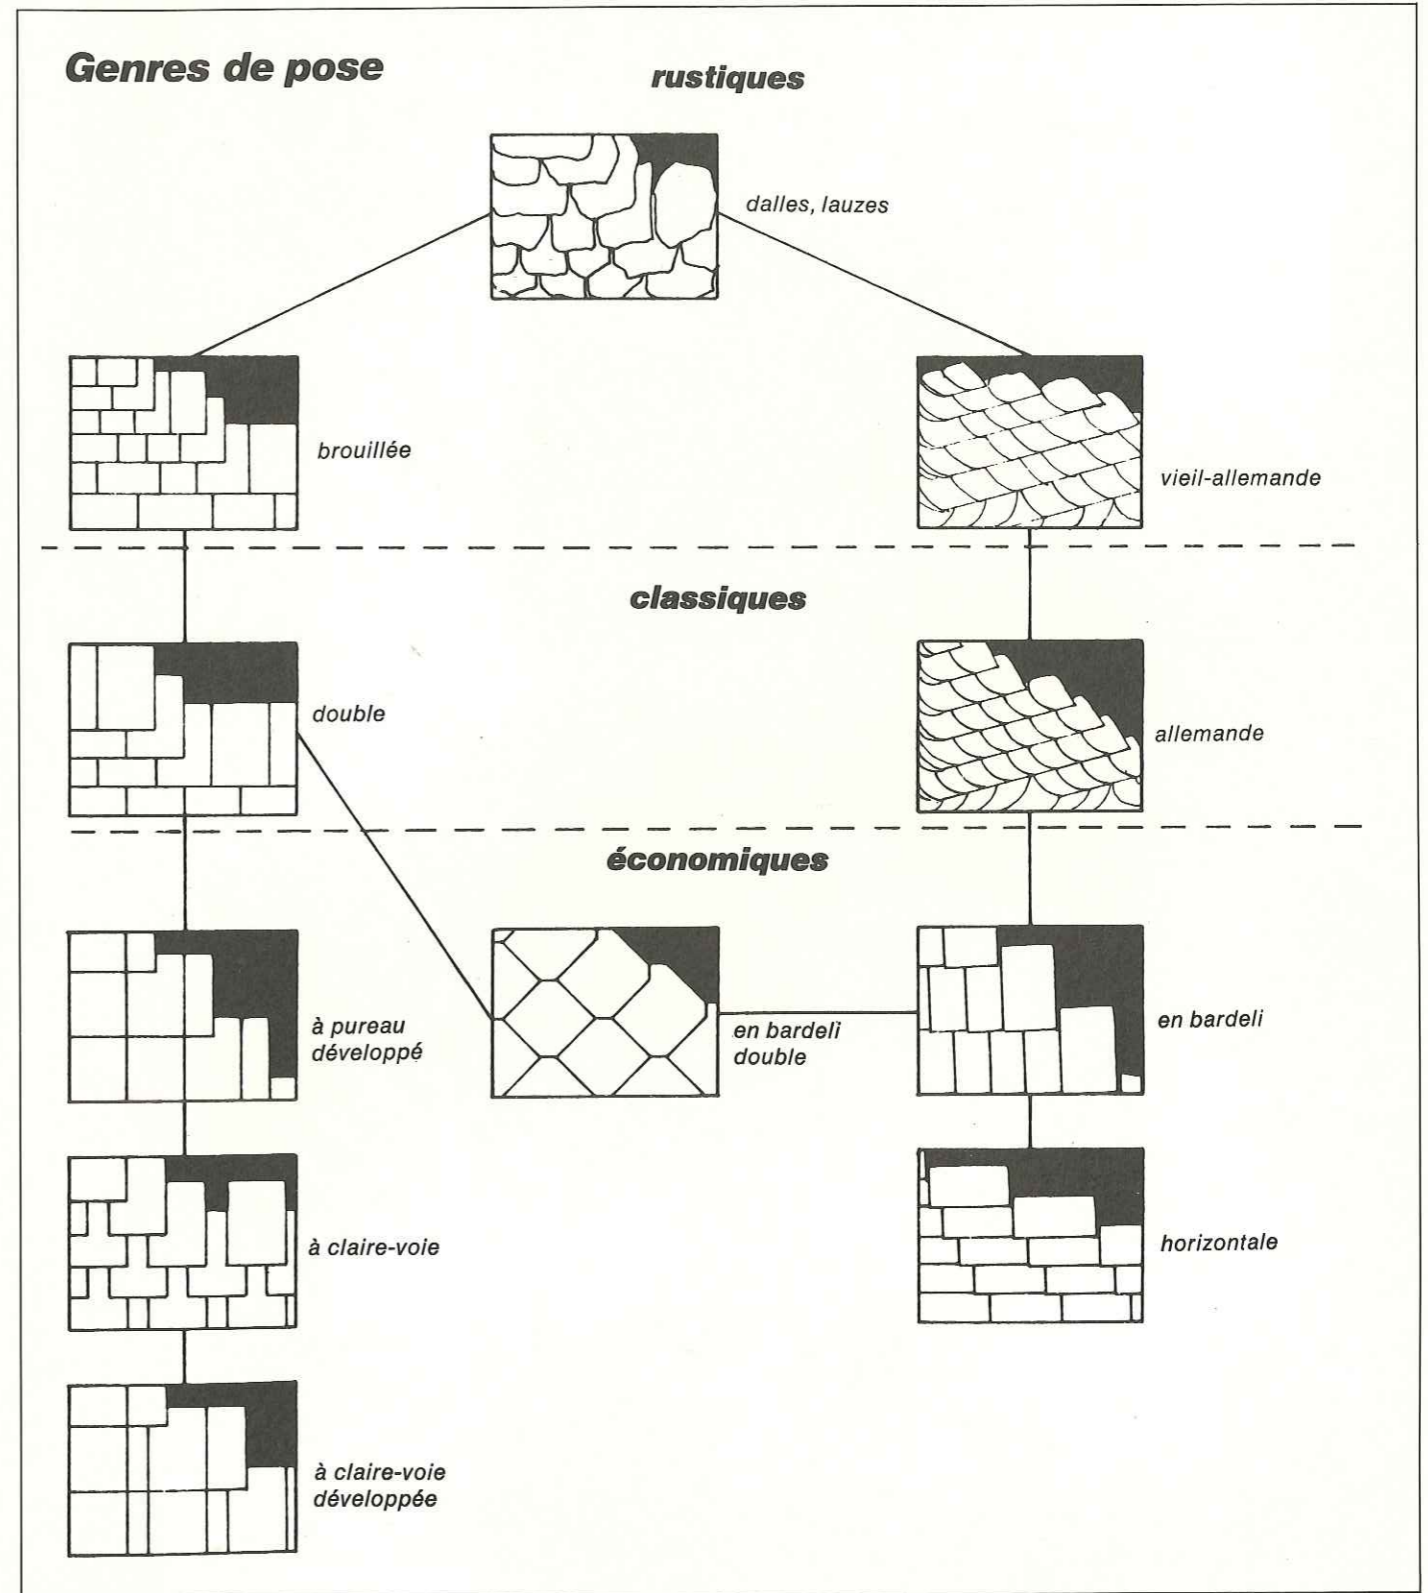 Genres de pose
rustiques
dalles, lauzes
brouillée
vieil-allemande
classiques
double
allemande
économiques
à pureau
développé
en bardeli
double
en bardeli
à claire-voie
horizontale
à claire-voie
développée